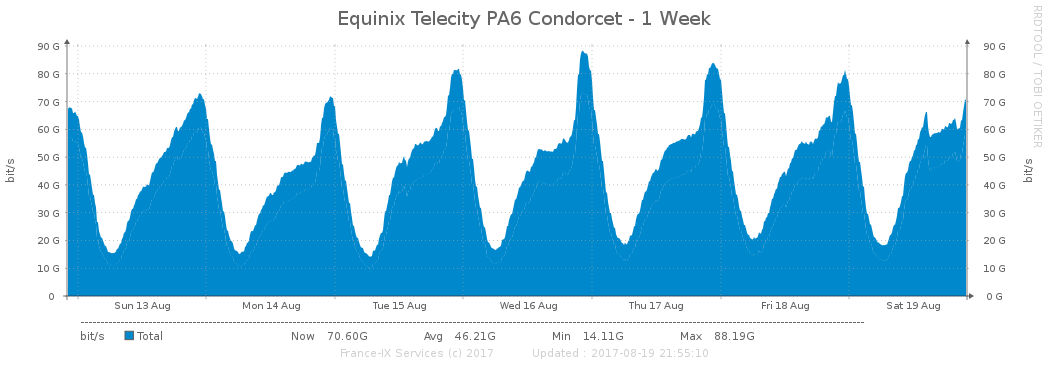 Equinix Telecity PA6 Condorcet - 1 Week
RRDTOOL / TOBI OETIKER
bit/s
90 G
80 G
70 G
60 G
50 G
40 G
30 G
20 G
10 G
0
90 G
80 G
70 G
60 G
50 G
40 G
30 G
20 G
10 G
0 G
bit/s
Sun 13 Aug Mon 14 Aug Tue 15 Aug Wed 16 Aug Thu 17 Aug Fri 18 Aug Sat 19 Aug
bit/s Total Now 70.60G Avg 46.21G Min 14.11G Max 88.19G
France-IX Services (c) 2017 Updated : 2017-08-19 21:55:10